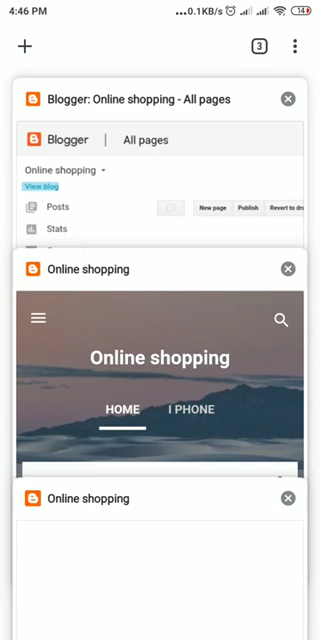 4:46 PM
...0.1KB/s
14
3
Blogger: Online shopping - All pages
Blogger | All pages
Online shopping
View blog
Posts
New page Publish Revert to
Stats
Online shopping
Online shopping
HOME I PHONE
Online shopping